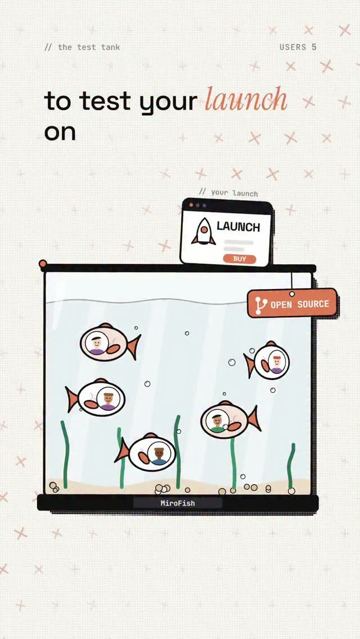 // the test tank
USERS 5
to test your launch
on
// your launch
LAUNCH
BUY
OPEN SOURCE
MiroFish